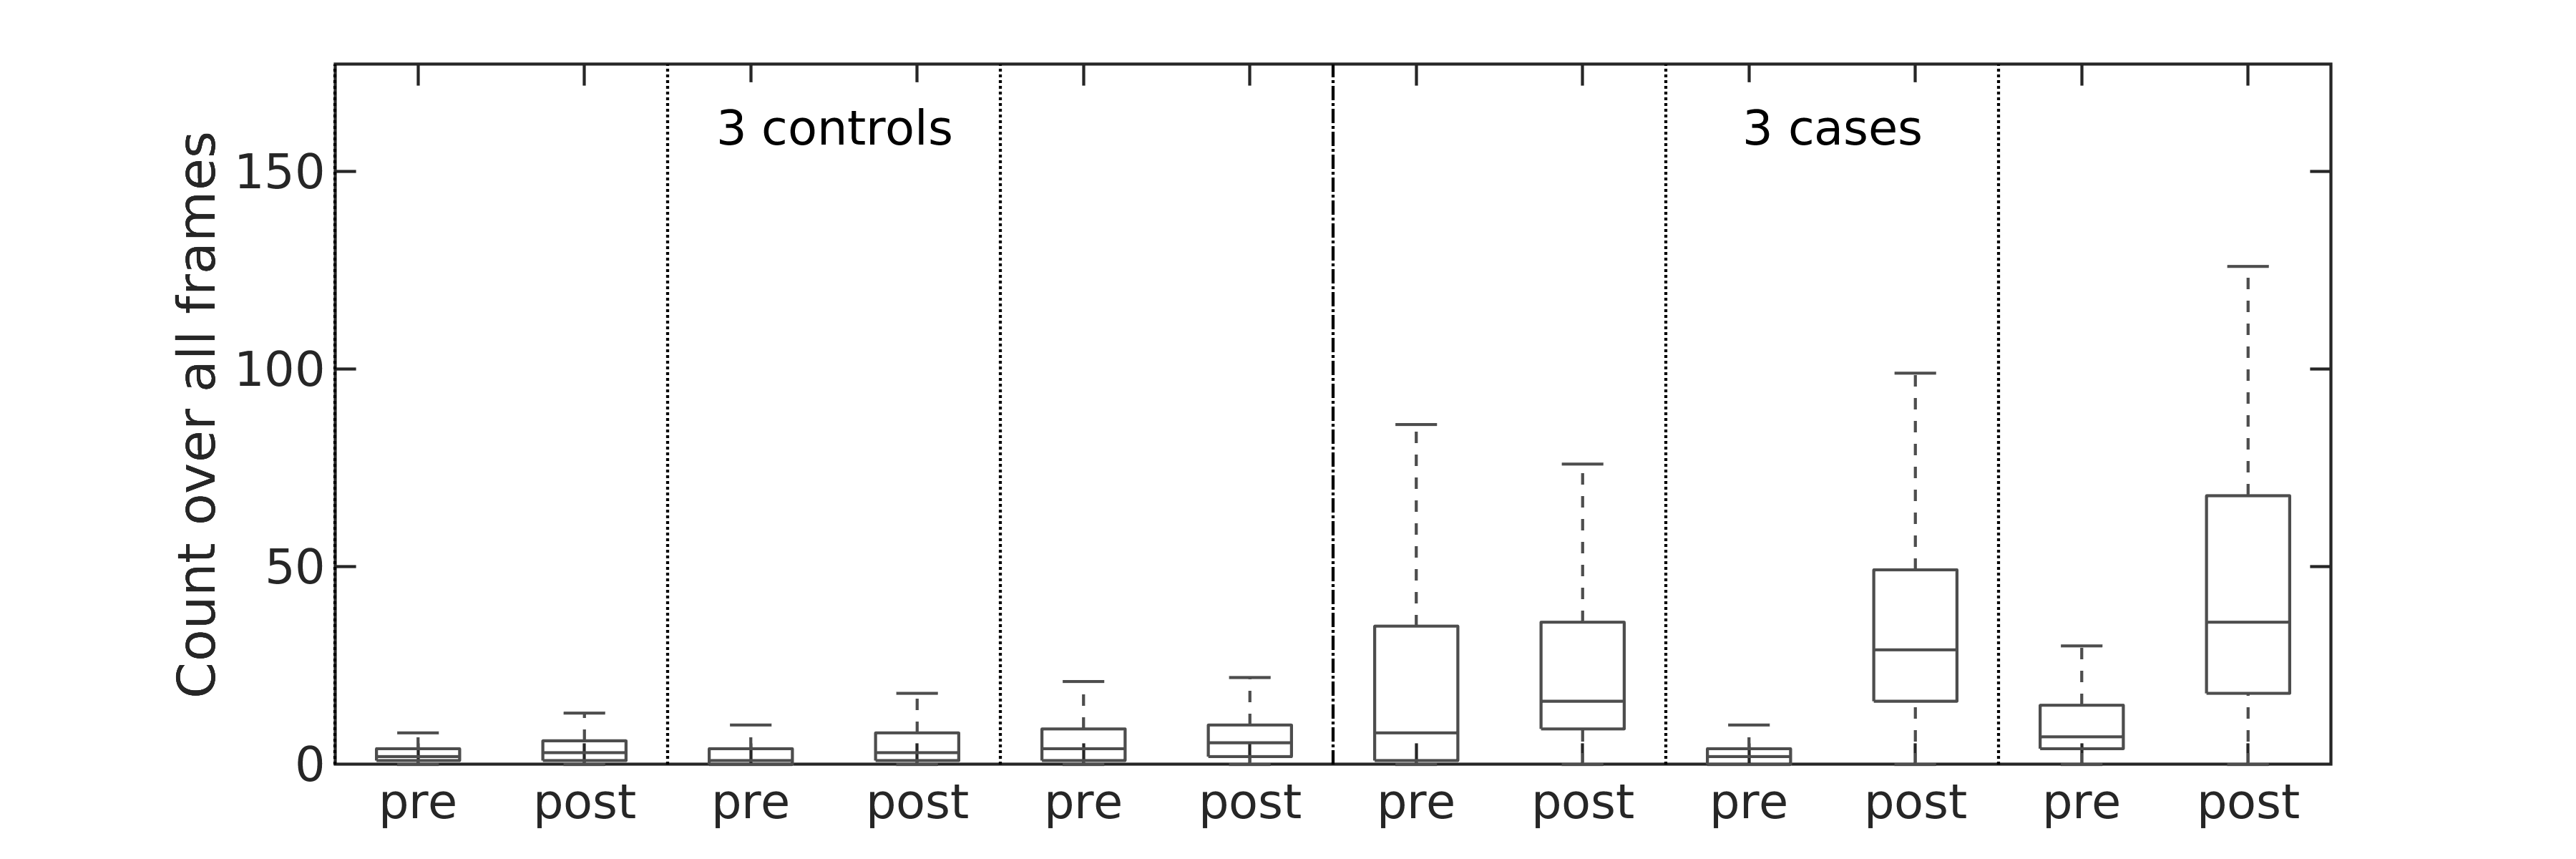 3 controls
3 cases
Count over all frames
150
100
50
0
pre post pre post pre post pre post pre post pre post